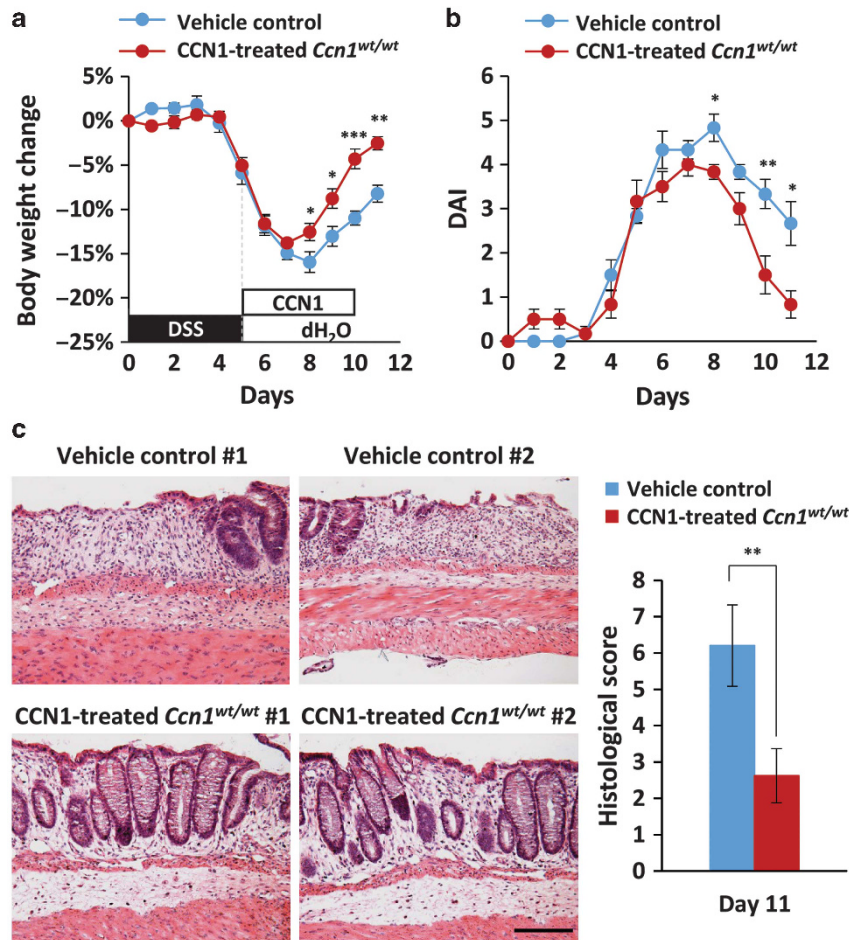 a
Vehicle control
CCN1-treated Ccn1wt/wt
5%
0%
−5%
−10%
−15%
−20%
−25%
Body weight change
*
*
***
**
CCN1
DSS
dH2O
0 2 4 6 8 10 12
Days
b
Vehicle control
CCN1-treated Ccn1wt/wt
6
5
4
3
2
1
0
DAI
*
**
*
0 2 4 6 8 10 12
Days
c
Vehicle control #1
Vehicle control #2
CCN1-treated Ccn1wt/wt #1
CCN1-treated Ccn1wt/wt #2
Vehicle control
CCN1-treated Ccn1wt/wt
**
8
7
6
5
4
3
2
1
0
Histological score
Day 11